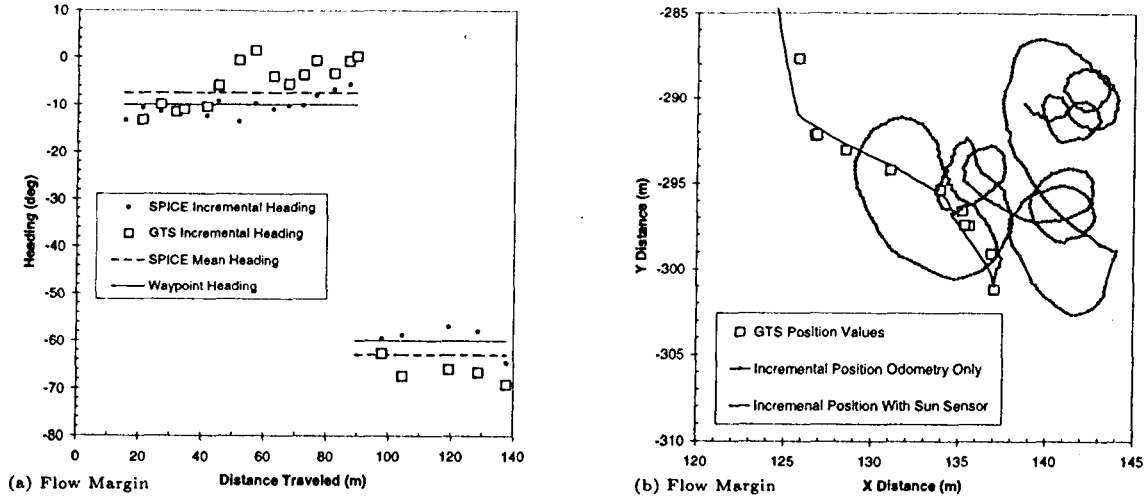 10
0
-10
-20
-30
-40
-50
-60
-70
-80
Heading (deg)
SPICE Incremental Heading
GTS Incremental Heading
SPICE Mean Heading
Waypoint Heading
0 20 40 60 80 100 120 140
(a) Flow Margin
Distance Traveled (m)
-285
-290
-295
-300
-305
-310
Y Distance (m)
GTS Position Values
Incremental Position Odometry Only
Incremenal Position With Sun Sensor
120 125 130 135 140 145
(b) Flow Margin
X Distance (m)